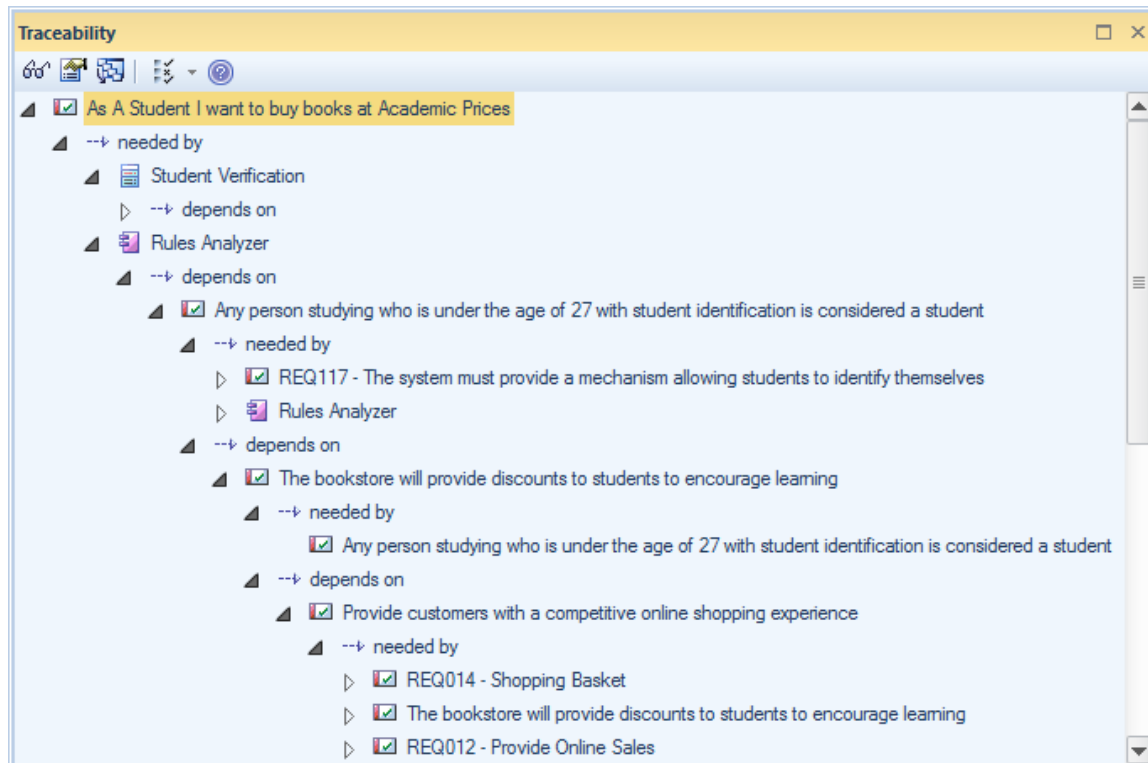 Traceability
As A Student I want to buy books at Academic Prices
needed by
Student Verification
depends on
Rules Analyzer
depends on
Any person studying who is under the age of 27 with student identification is considered a student
needed by
REQ117 - The system must provide a mechanism allowing students to identify themselves
Rules Analyzer
depends on
The bookstore will provide discounts to students to encourage learning
needed by
Any person studying who is under the age of 27 with student identification is considered a student
depends on
Provide customers with a competitive online shopping experience
needed by
REQ014 - Shopping Basket
The bookstore will provide discounts to students to encourage learning
REQ012 - Provide Online Sales